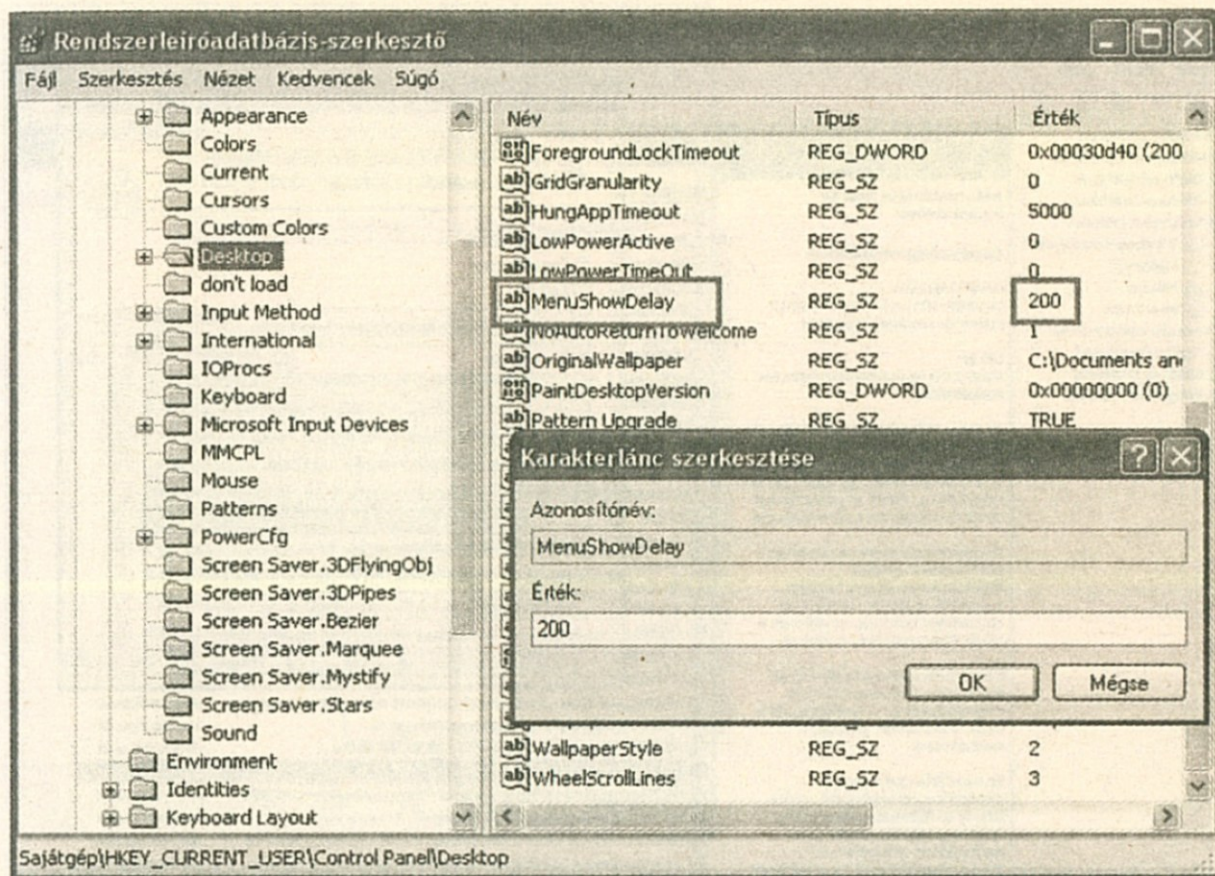 Rendszerleíróadatbázis-szerkesztő
Fájl Szerkesztés Nézet Kedvencek Súgó
Appearance
Colors
Current
Cursors
Custom Colors
Desktop
don't load
Input Method
International
IOProcs
Keyboard
Microsoft Input Devices
MMCPL
Mouse
Patterns
PowerCfg
Screen Saver.3DFlyingObj
Screen Saver.3DPipes
Screen Saver.Bezier
Screen Saver.Marquee
Screen Saver.Mystify
Screen Saver.Stars
Sound
Environment
Identities
Keyboard Layout
Név Típus Érték
ForegroundLockTimeout REG_DWORD 0x00030d40 (200
GridGranularity REG_SZ 0
HungAppTimeout REG_SZ 5000
LowPowerActive REG_SZ 0
LowPowerTimeOut REG_SZ 0
MenuShowDelay REG_SZ 200
NoAutoReturnToWelcome REG_SZ 1
OriginalWallpaper REG_SZ C:\Documents an
PaintDesktopVersion REG_DWORD 0x00000000 (0)
Pattern Upgrade REG_SZ TRUE
Karakterlánc szerkesztése
Azonosítónév:
MenuShowDelay
Érték:
200
OK Mégse
WallpaperStyle REG_SZ 2
WheelScrollLines REG_SZ 3
Sajátgép\HKEY_CURRENT_USER\Control Panel\Desktop